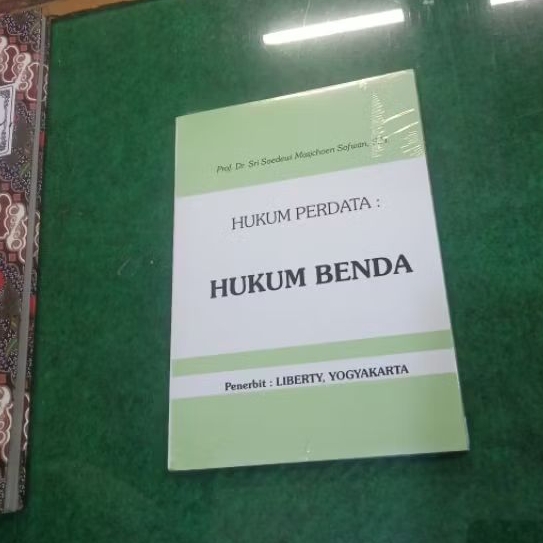 Prof. Dr. Sri Soedewi Masjchoen Sofwan,
HUKUM PERDATA :
HUKUM BENDA
Penerbit : LIBERTY, YOGYAKARTA